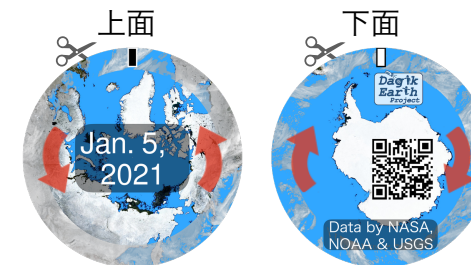 上面
下面
Jan. 5,
2021
Dagik
Earth
Project
Data by NASA,
NOAA & USGS